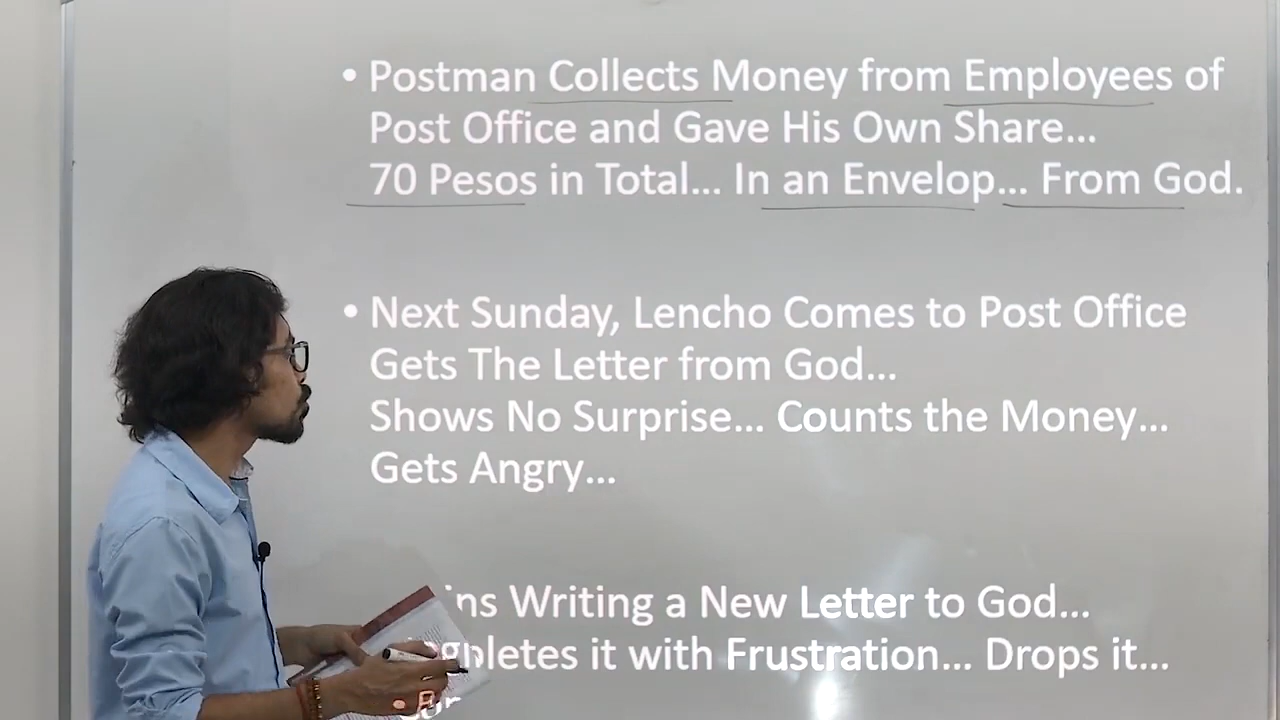 • Postman Collects Money from Employees of
Post Office and Gave His Own Share...
70 Pesos in Total... In an Envelop... From God.
• Next Sunday, Lencho Comes to Post Office
Gets The Letter from God...
Shows No Surprise... Counts the Money...
Gets Angry...
Writing a New Letter to God...
it with Frustration... Drops it...